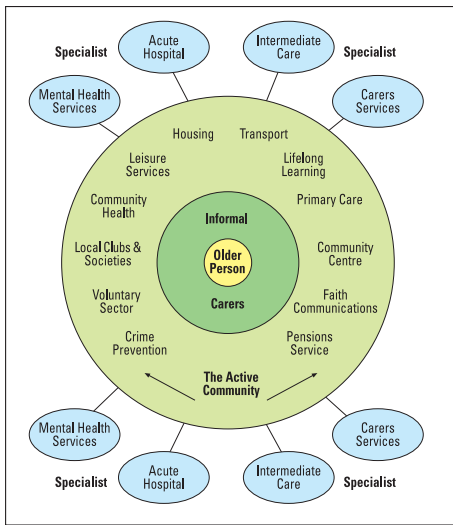 Specialist
Acute
Hospital
Intermediate
Care
Specialist
Mental Health
Services
Carers
Services
Housing
Transport
Leisure
Services
Lifelong
Learning
Community
Health
Primary Care
Informal
Local Clubs &
Societies
Older
Person
Community
Centre
Carers
Voluntary
Sector
Faith
Communications
Crime
Prevention
Pensions
Service
The Active
Community
Mental Health
Services
Carers
Services
Specialist
Acute
Hospital
Intermediate
Care
Specialist